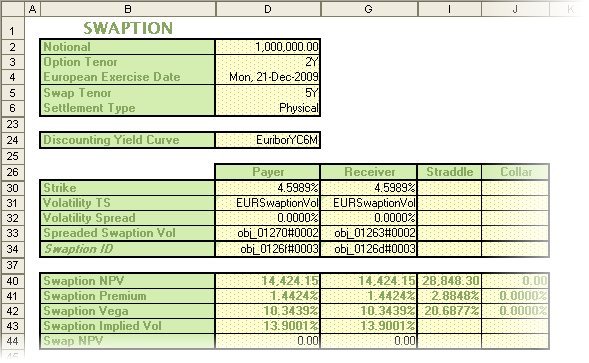 A B D G I J K
1 SWAPTION
2 Notional 1,000,000.00
3 Option Tenor 2Y
4 European Exercise Date Mon, 21-Dec-2009
5 Swap Tenor 5Y
6 Settlement Type Physical
23
24 Discounting Yield Curve EuriborYC6M
25
26 Payer Receiver Straddle Collar
30 Strike 4.5989% 4.5989%
31 Volatility TS EURSwaptionVol EURSwaptionVol
32 Volatility Spread 0.0000% 0.0000%
33 Spreaded Swaption Vol obj_01270#0002 obj_01263#0002
34 Swaption ID obj_0126f#0003 obj_0126d#0003
37
40 Swaption NPV 14,424.15 14,424.15 28,848.30 0.00
41 Swaption Premium 1.4424% 1.4424% 2.8848% 0.0000%
42 Swaption Vega 10.3439% 10.3439% 20.6877% 0.0000%
43 Swaption Implied Vol 13.9001% 13.9001%
44 Swap NPV 0.00 0.00